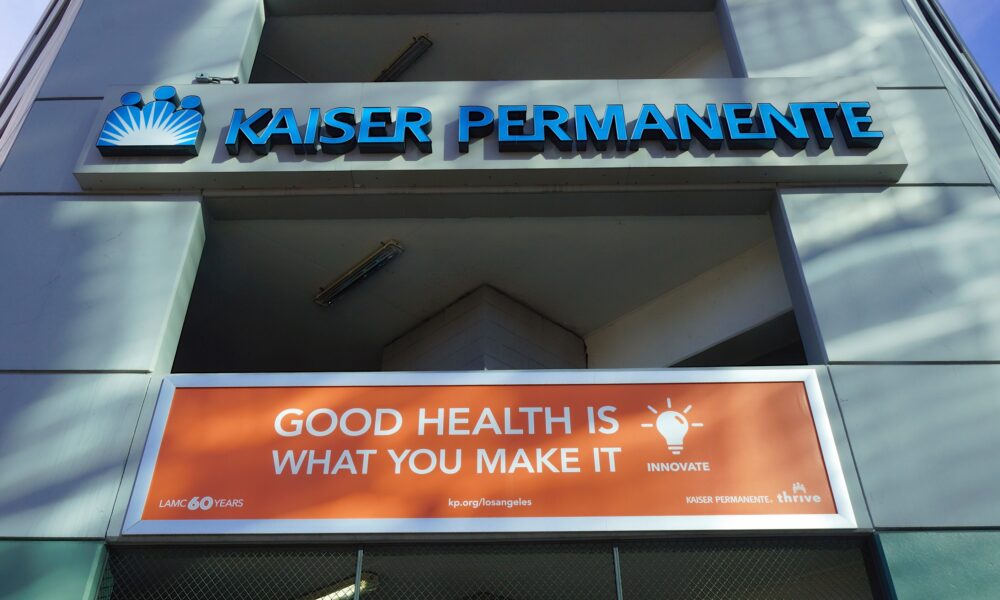 KAISER PERMANENTE
GOOD HEALTH IS
WHAT YOU MAKE IT
INNOVATE
LAMC 60 YEARS
kp.org/losangeles
KAISER PERMANENTE. thrive